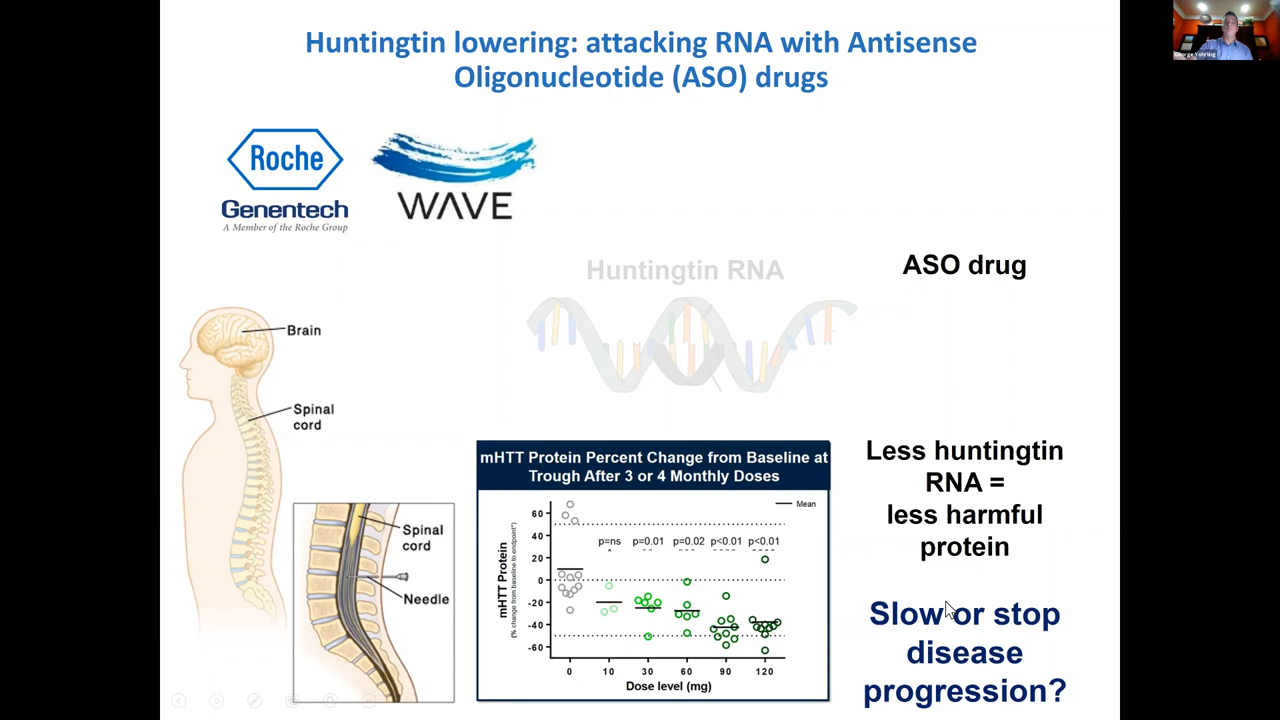 Huntingtin lowering: attacking RNA with Antisense
Oligonucleotide (ASO) drugs
George Yohrling
Roche
Genentech
A Member of the Roche Group
WAVE
Huntingtin RNA
ASO drug
Brain
Spinal
cord
Spinal
cord
Needle
mHTT Protein Percent Change from Baseline at
Trough After 3 or 4 Monthly Doses
Mean
mHTT Protein
(% change from baseline to endpoint*)
60
40
20
0
-20
-40
-60
p=ns
p=0.01
p=0.02
p<0.01
p<0.01
0
10
30
60
90
120
Dose level (mg)
Less huntingtin
RNA =
less harmful
protein
Slow or stop
disease
progression?